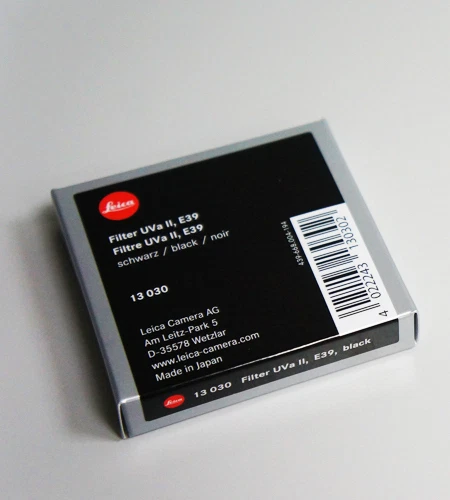 Leica
Filter UVa II, E39
Filtre UVa II, E39
schwarz / black / noir
13 030
Leica Camera AG
Am Leitz-Park 5
D-35578 Wetzlar
www.leica-camera.com
Made in Japan
4 022243 130302
Leica 13 030 Filter UVa II, E39, black